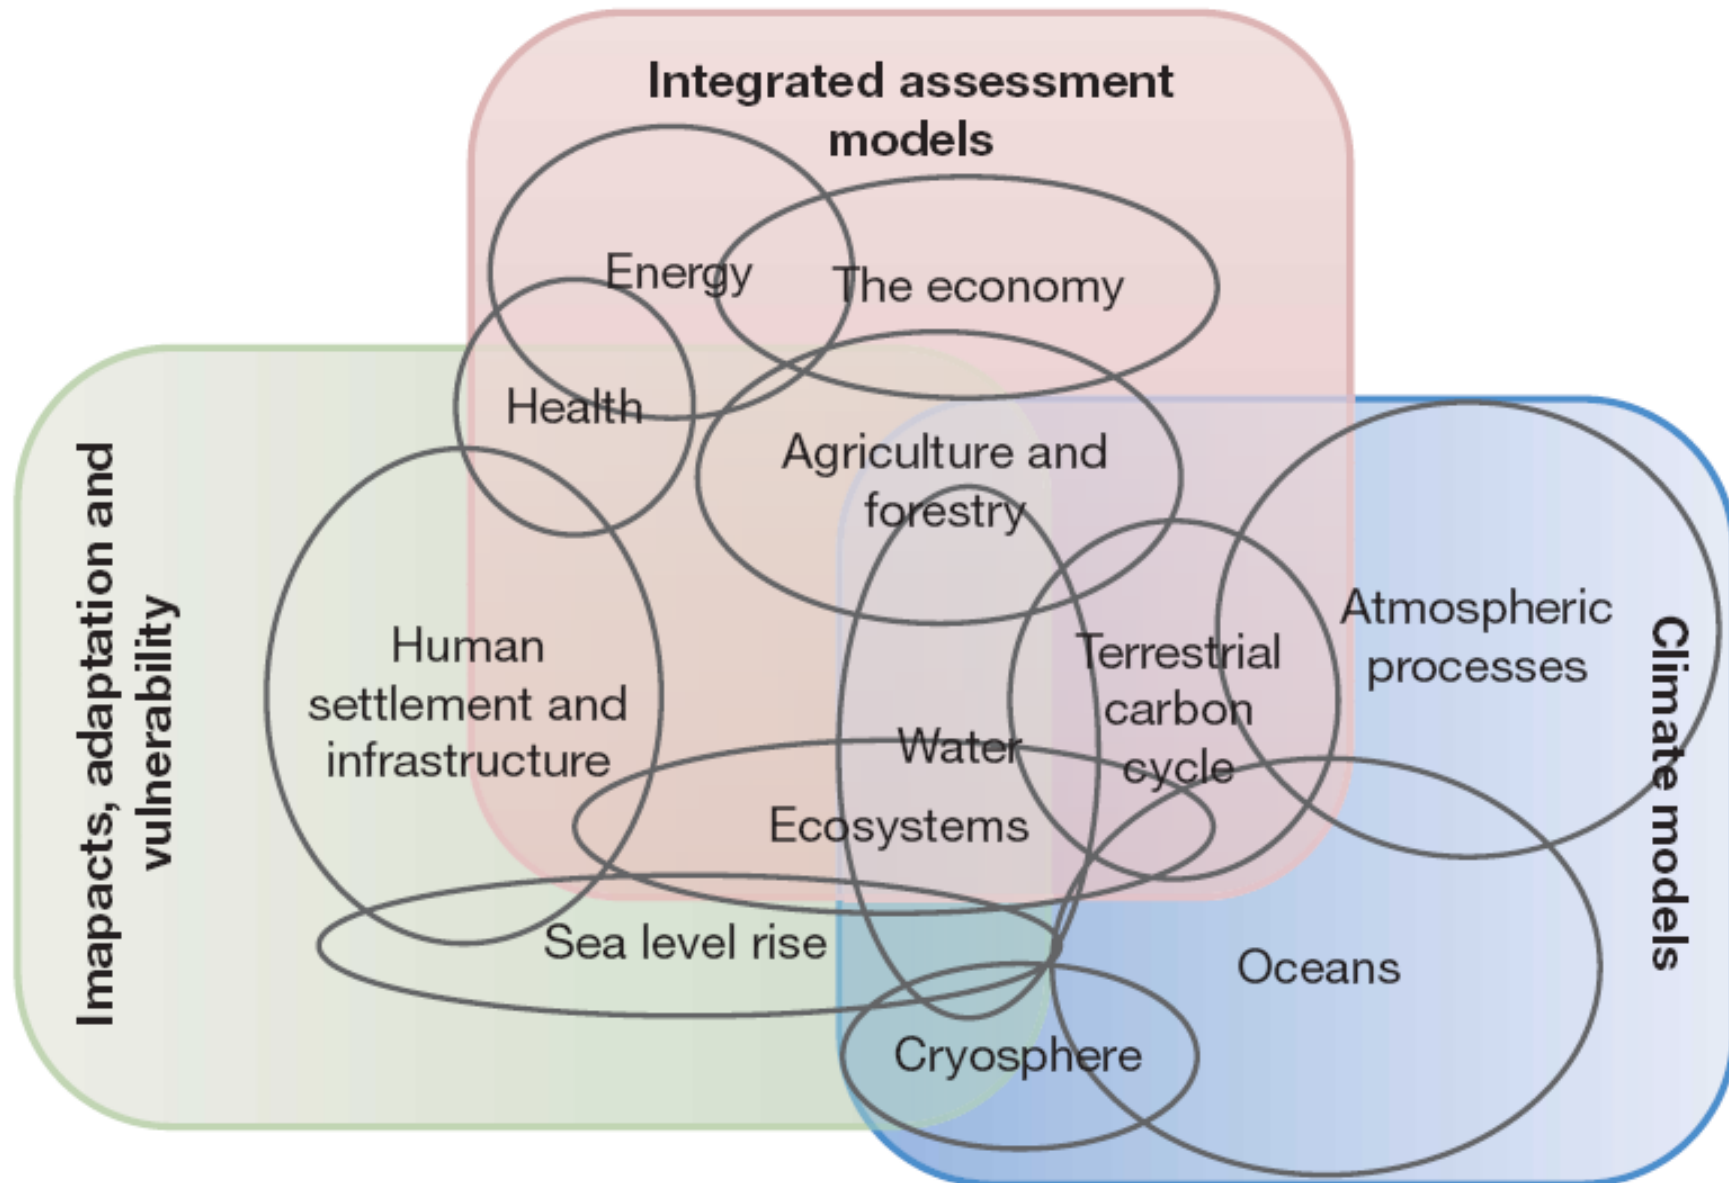 Integrated assessment
models
Energy
The economy
Health
Agriculture and
forestry
Imapacts, adaptation and
vulnerability
Human
settlement and
infrastructure
Water
Terrestrial
carbon
cycle
Atmospheric
processes
Climate models
Ecosystems
Sea level rise
Oceans
Cryosphere